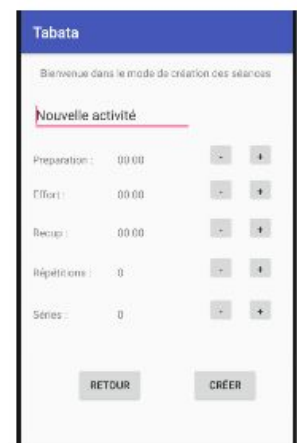 Tabata
Bienvenue dans le mode de création des séances
Nouvelle activité
Preparation : 00:00 - +
Effort : 00:00 - +
Recup : 00:00 - +
Répétitions : 0 - +
Séries : 0 - +
RETOUR CRÉER